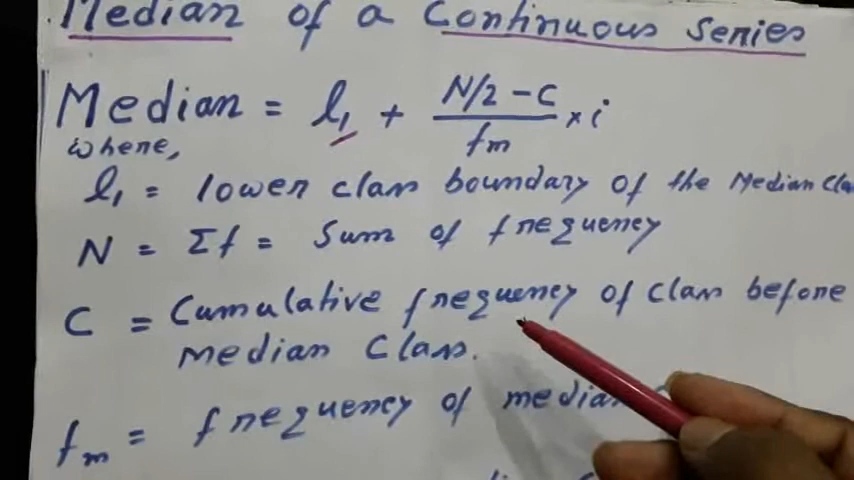 Median of a Continuous series
Median = l₁ + N/2 - C / fm × i
where,
l₁ = lower class boundary of the Median Cla
N = Σf = Sum of frequency
C = Cumulative frequency of class before
median class.
fm = frequency of median